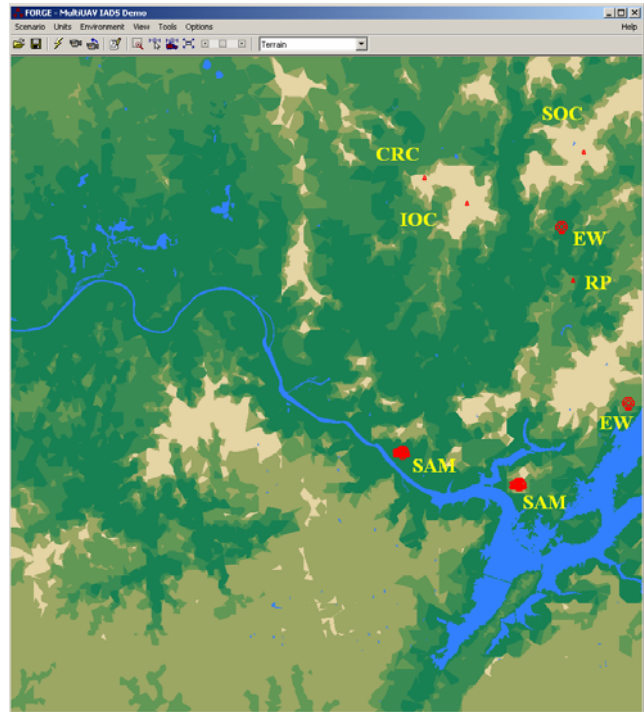 FORGE - MultiUAV IADS Demo
Scenario Units Environment View Tools Options Help
Terrain
SOC
CRC
IOC
EW
RP
EW
SAM
SAM